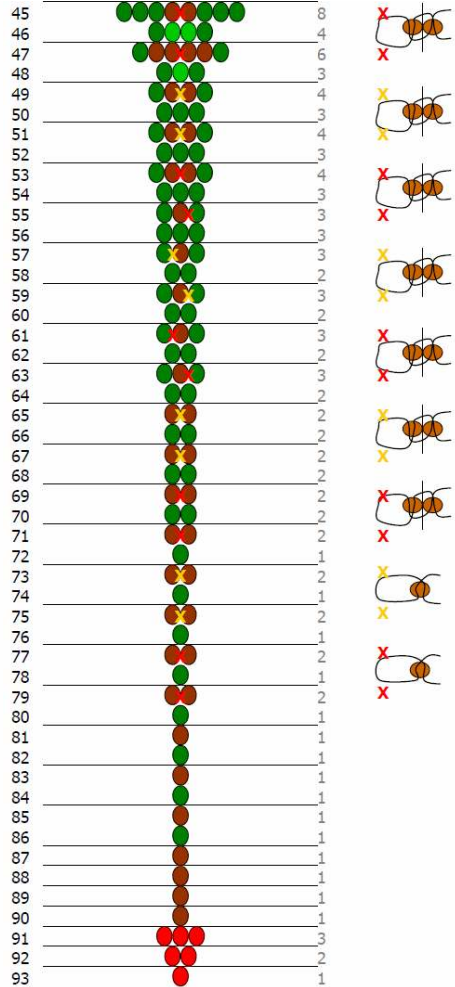 45 X 8 X
46 4
47 X 6 X
48 3
49 X 4 X
50 3
51 X 4 X
52 3
53 X 4 X
54 3
55 X 3 X
56 3
57 X 3 X
58 2
59 X 3 X
60 2
61 X 3 X
62 2
63 X 3 X
64 2
65 X 2 X
66 2
67 X 2 X
68 2
69 X 2 X
70 2
71 X 2 X
72 1
73 X 2 X
74 1
75 X 2 X
76 1
77 X 2 X
78 1
79 X 2 X
80 1
81 1
82 1
83 1
84 1
85 1
86 1
87 1
88 1
89 1
90 1
91 3
92 2
93 1